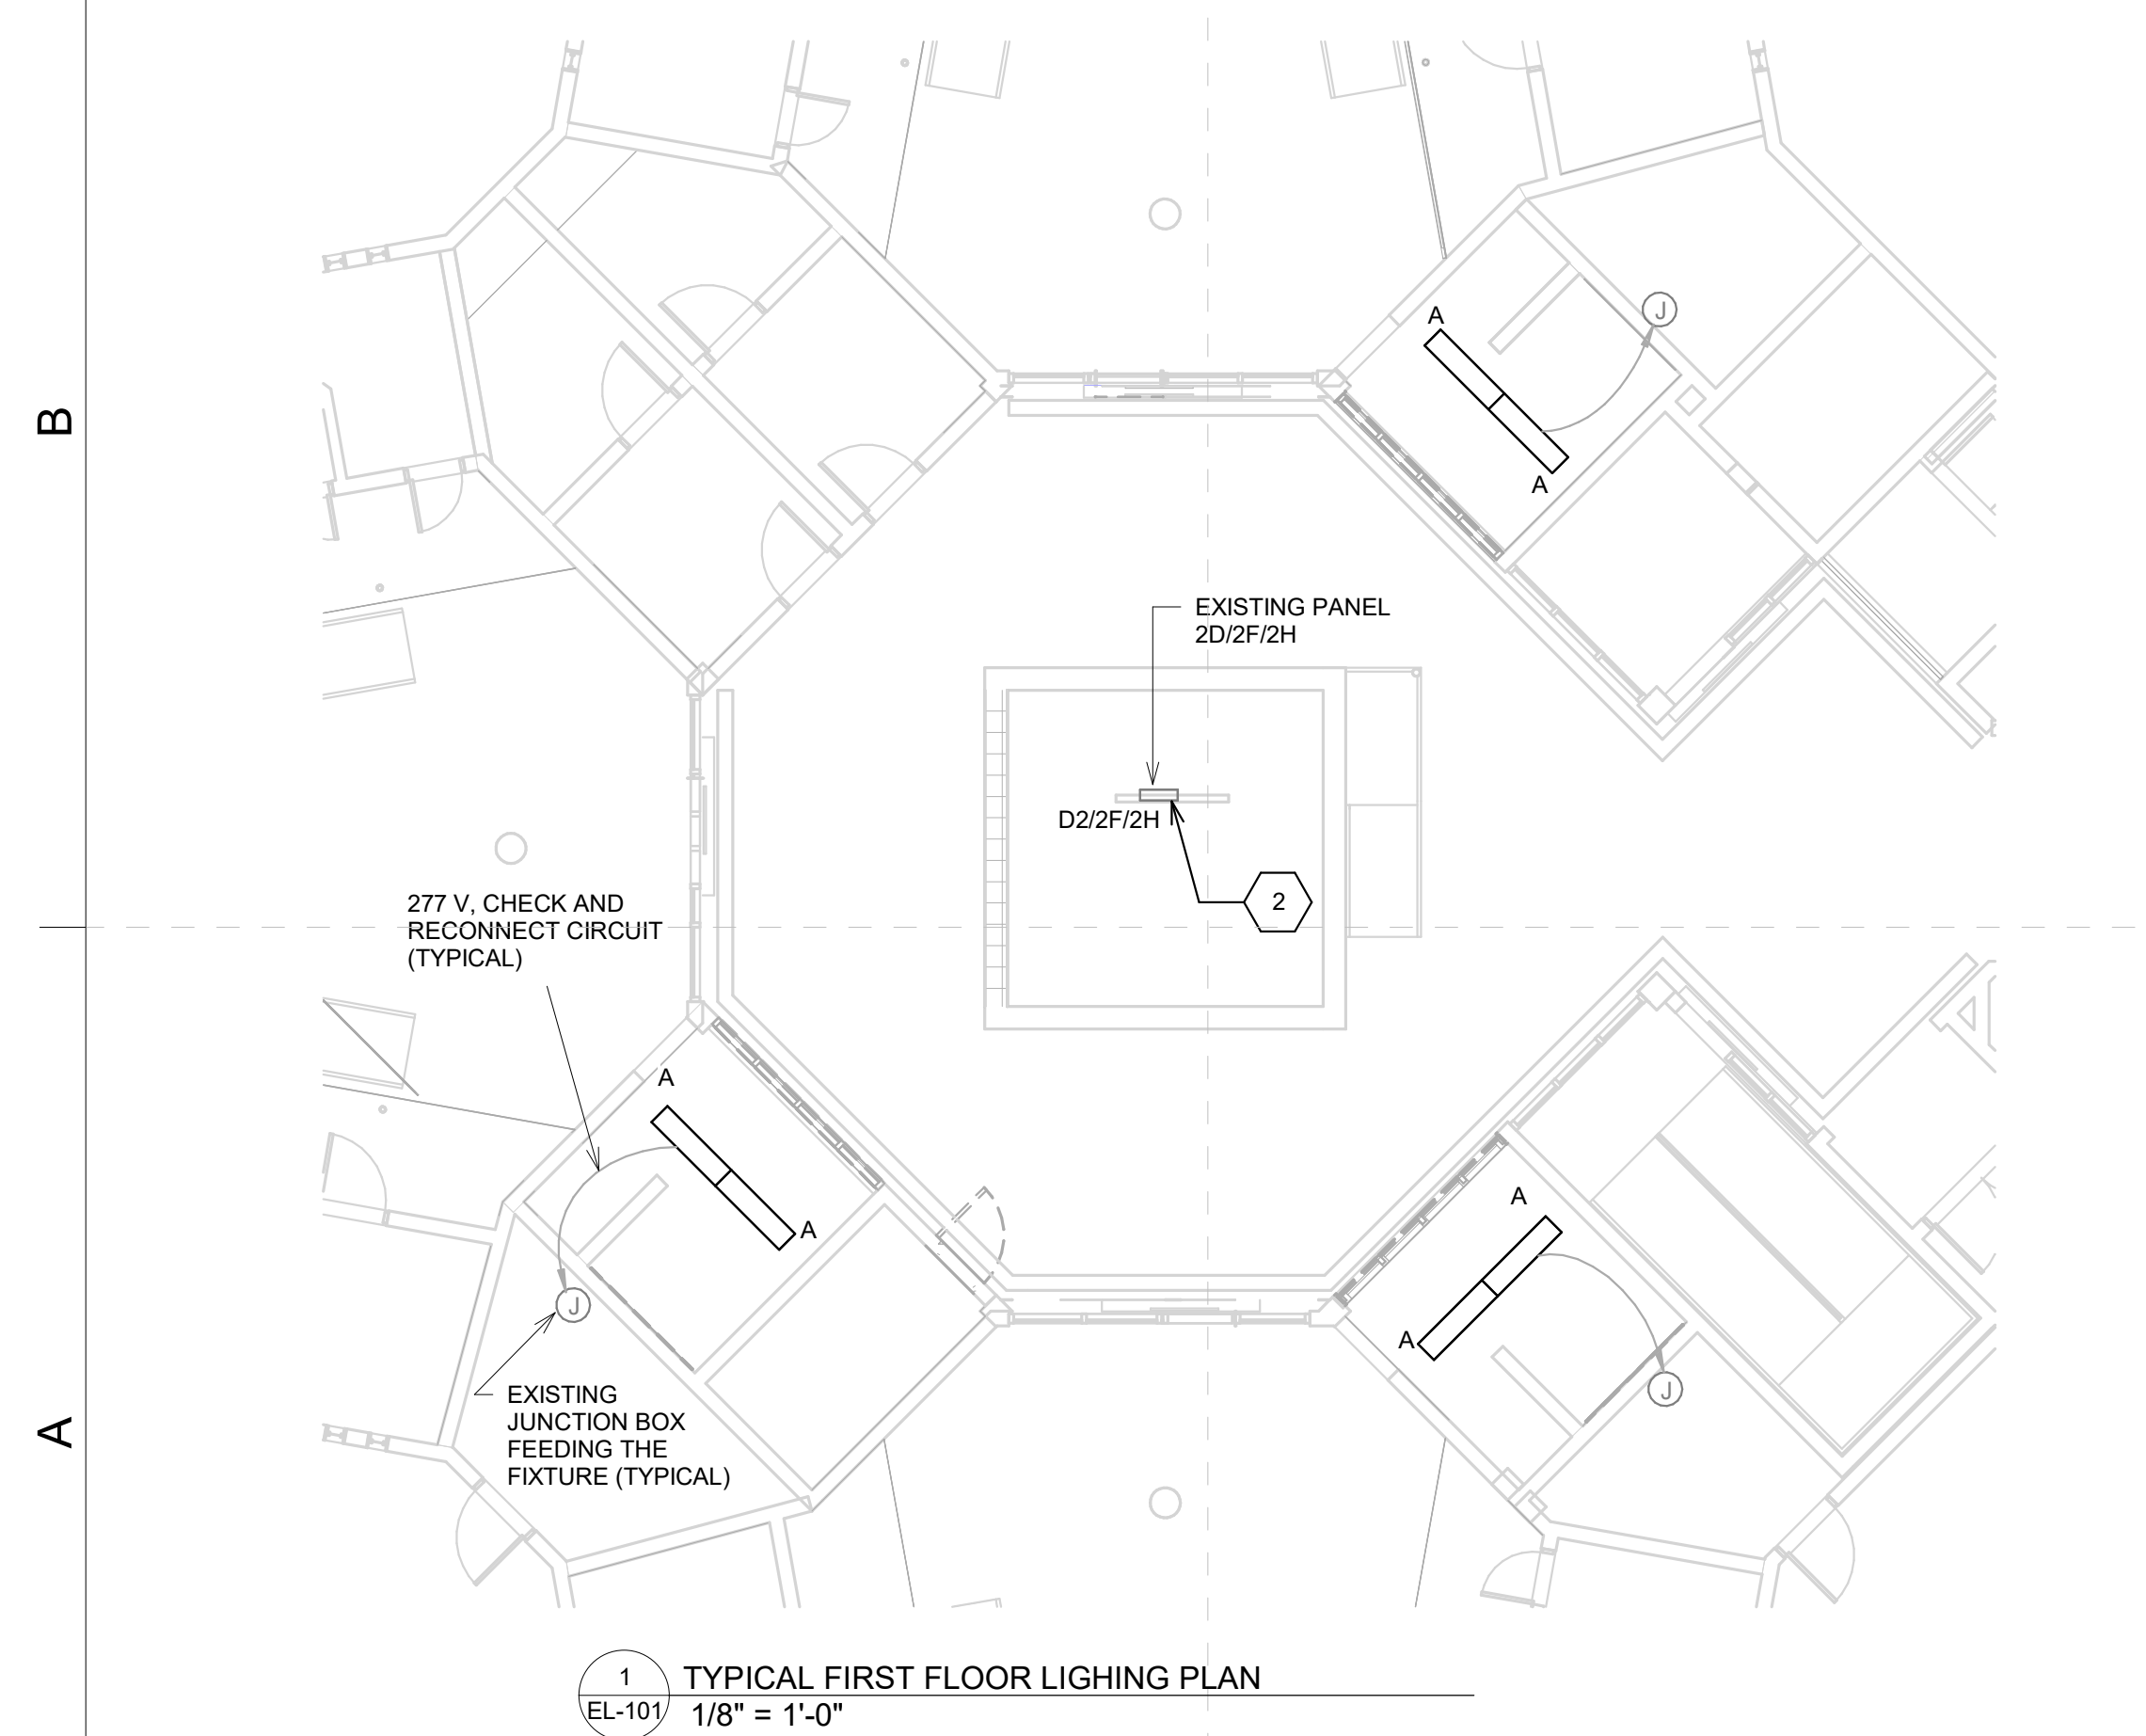 B
A
A
J
A
EXISTING PANEL
2D/2F/2H
D2/2F/2H
2
277 V, CHECK AND
RECONNECT CIRCUIT
(TYPICAL)
A
A
J
EXISTING
JUNCTION BOX
FEEDING THE
FIXTURE (TYPICAL)
A
A
J
A
1
EL-101
TYPICAL FIRST FLOOR LIGHING PLAN
1/8" = 1'-0"